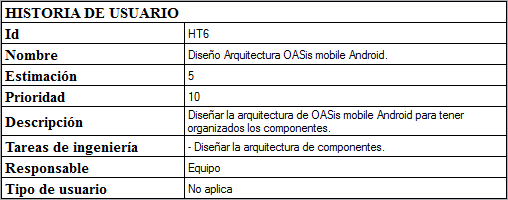 HISTORIA DE USUARIO
Id HT6
Nombre Diseño Arquitectura OASis mobile Android.
Estimación 5
Prioridad 10
Descripción Diseñar la arquitectura de OASis mobile Android para tener
organizados los componentes.
Tareas de ingeniería - Diseñar la arquitectura de componentes.
Responsable Equipo
Tipo de usuario No aplica